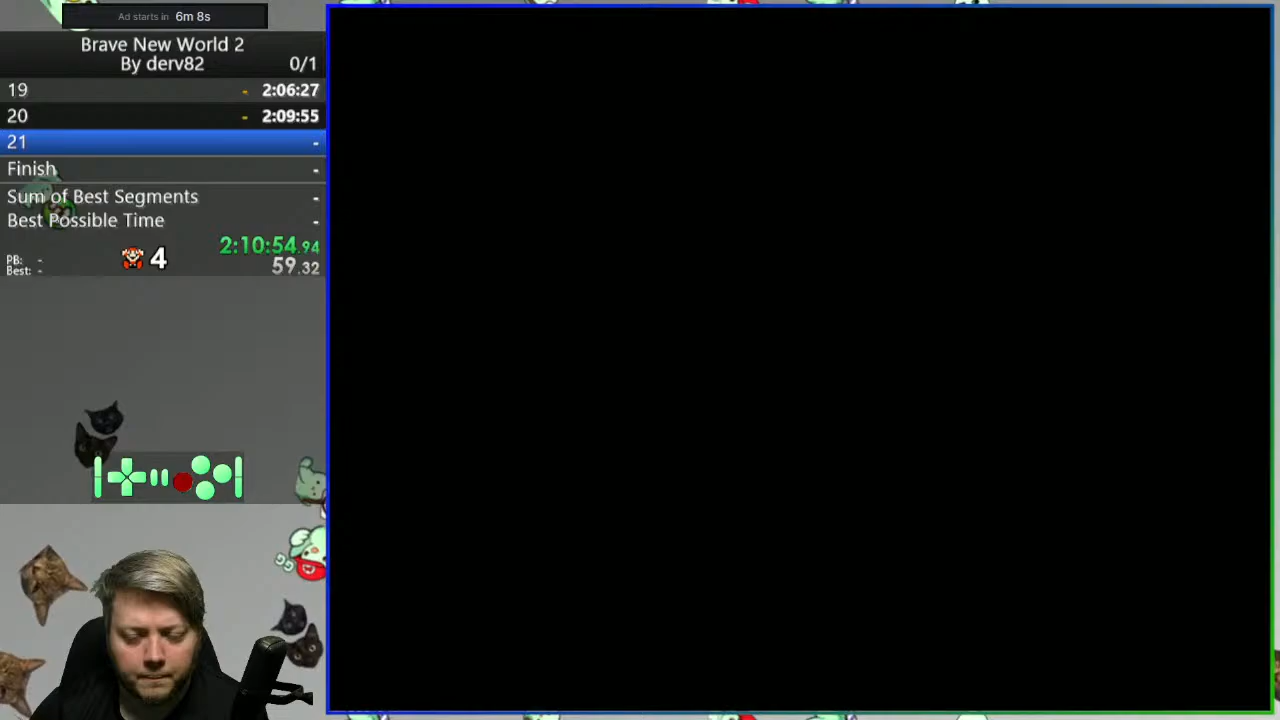 Ad starts in 6m 8s
Brave New World 2
By derv82 0/1
19 - 2:06:27
20 - 2:09:55
21 -
Finish -
Sum of Best Segments -
Best Possible Time -
2:10:54.94
PB: -
4
59.32
Best: -
GG